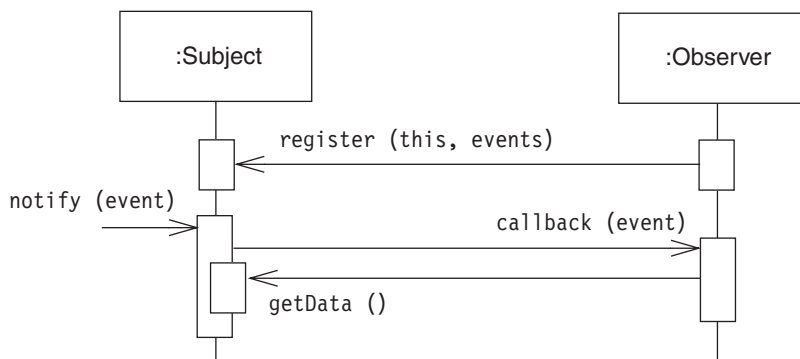 :Subject
:Observer
register (this, events)
notify (event)
callback (event)
getData ()